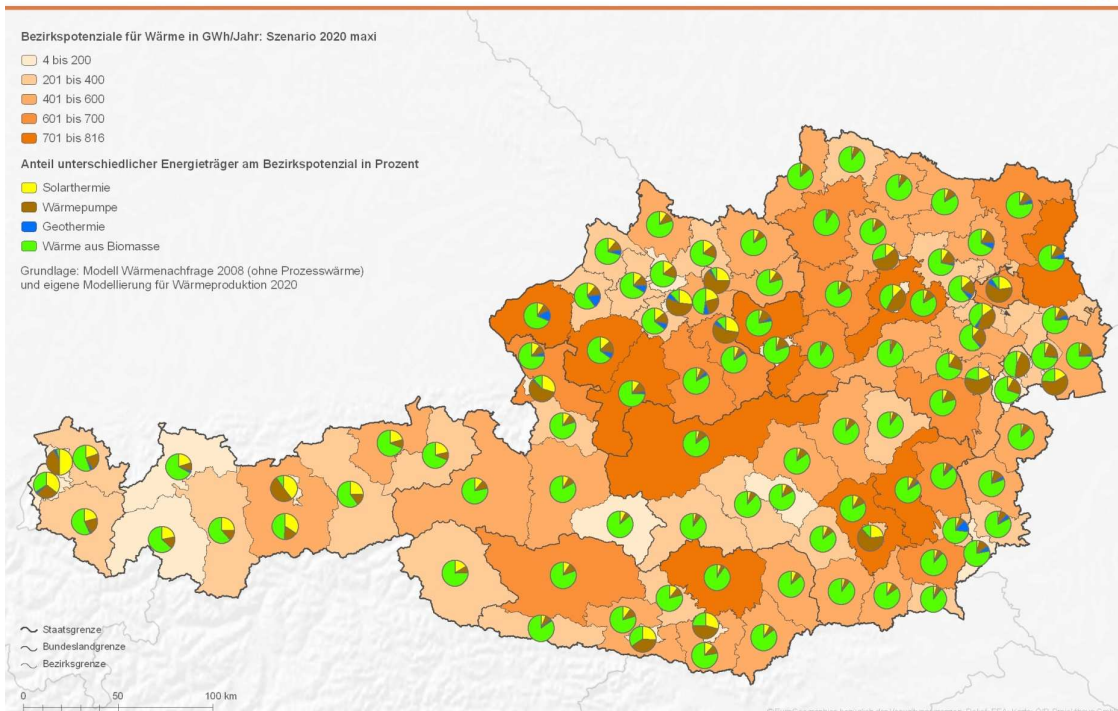 Bezirkspotenziale für Wärme in GWh/Jahr: Szenario 2020 maxi
4 bis 200
201 bis 400
401 bis 600
601 bis 700
701 bis 816
Anteil unterschiedlicher Energieträger am Bezirkspotenzial in Prozent
Solarthermie
Wärmepumpe
Geothermie
Wärme aus Biomasse
Grundlage: Modell Wärmenachfrage 2008 (ohne Prozesswärme)
und eigene Modellierung für Wärmeproduktion 2020
Staatsgrenze
Bundeslandgrenze
Bezirksgrenze
0 50 100 km